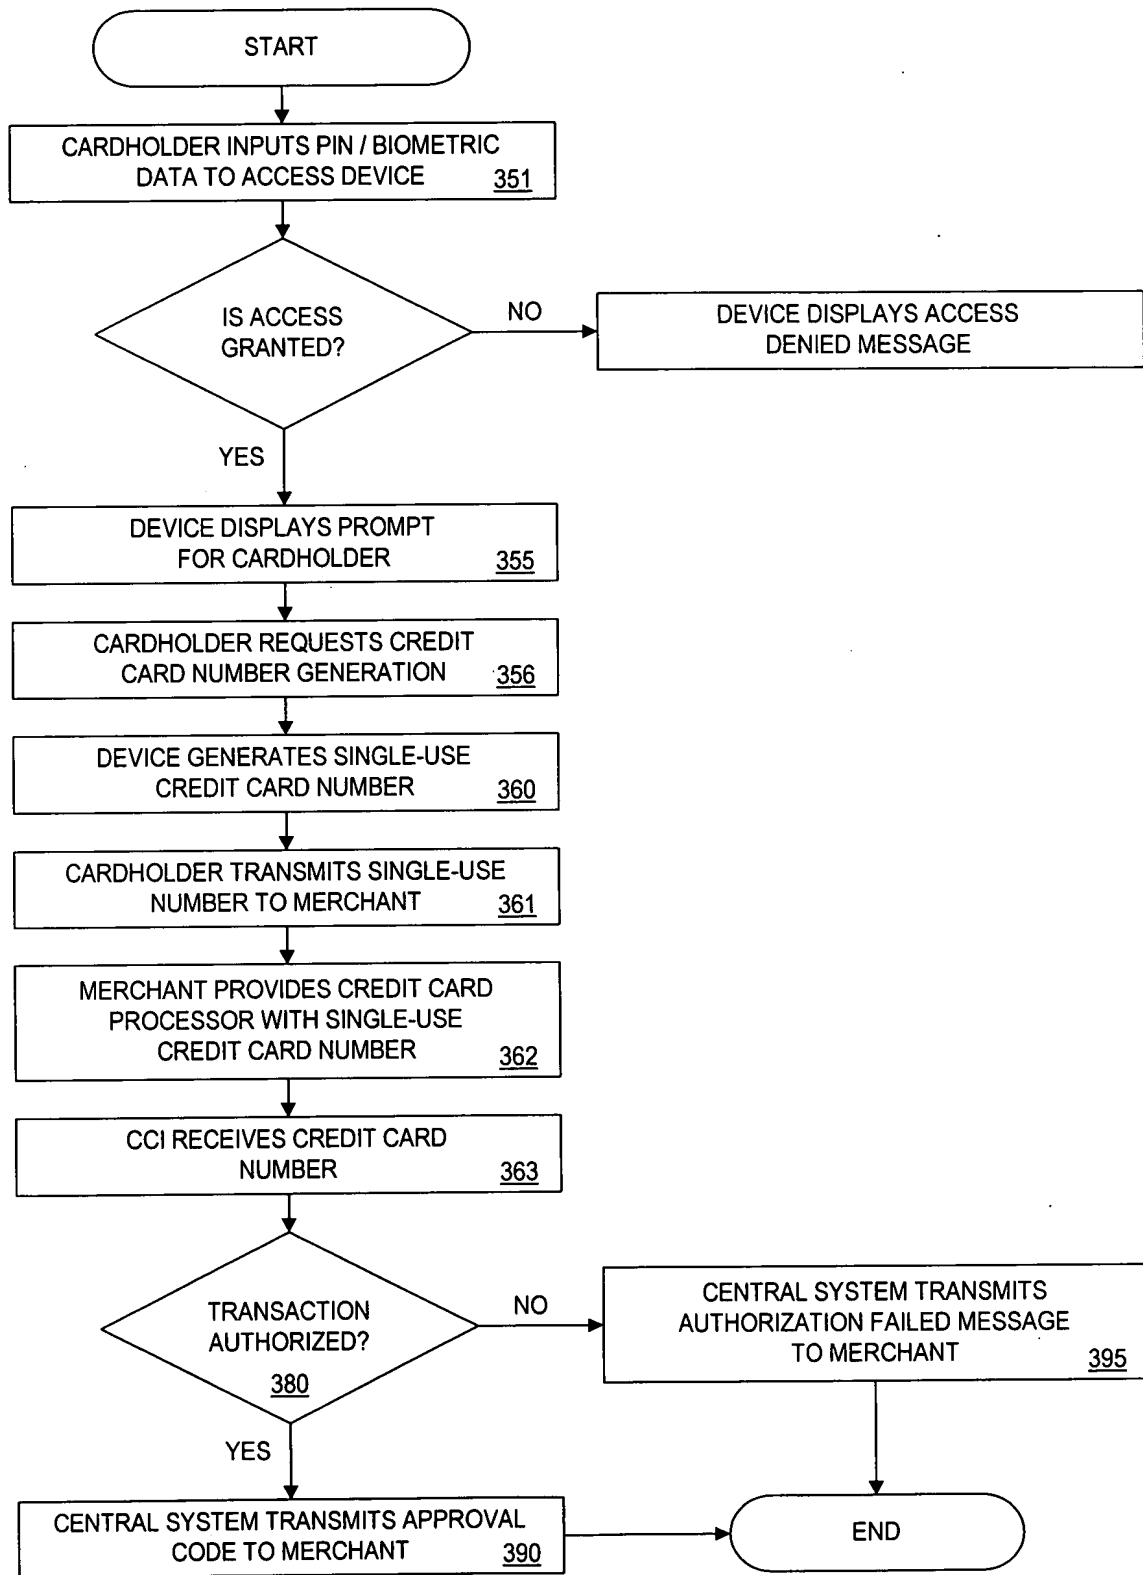 START
CARDHOLDER INPUTS PIN / BIOMETRIC
DATA TO ACCESS DEVICE 351
IS ACCESS
GRANTED?
NO
DEVICE DISPLAYS ACCESS
DENIED MESSAGE
YES
DEVICE DISPLAYS PROMPT
FOR CARDHOLDER 355
CARDHOLDER REQUESTS CREDIT
CARD NUMBER GENERATION 356
DEVICE GENERATES SINGLE-USE
CREDIT CARD NUMBER 360
CARDHOLDER TRANSMITS SINGLE-USE
NUMBER TO MERCHANT 361
MERCHANT PROVIDES CREDIT CARD
PROCESSOR WITH SINGLE-USE
CREDIT CARD NUMBER 362
CCI RECEIVES CREDIT CARD
NUMBER 363
TRANSACTION
AUTHORIZED?
380
NO
CENTRAL SYSTEM TRANSMITS
AUTHORIZATION FAILED MESSAGE
TO MERCHANT 395
YES
CENTRAL SYSTEM TRANSMITS APPROVAL
CODE TO MERCHANT 390
END